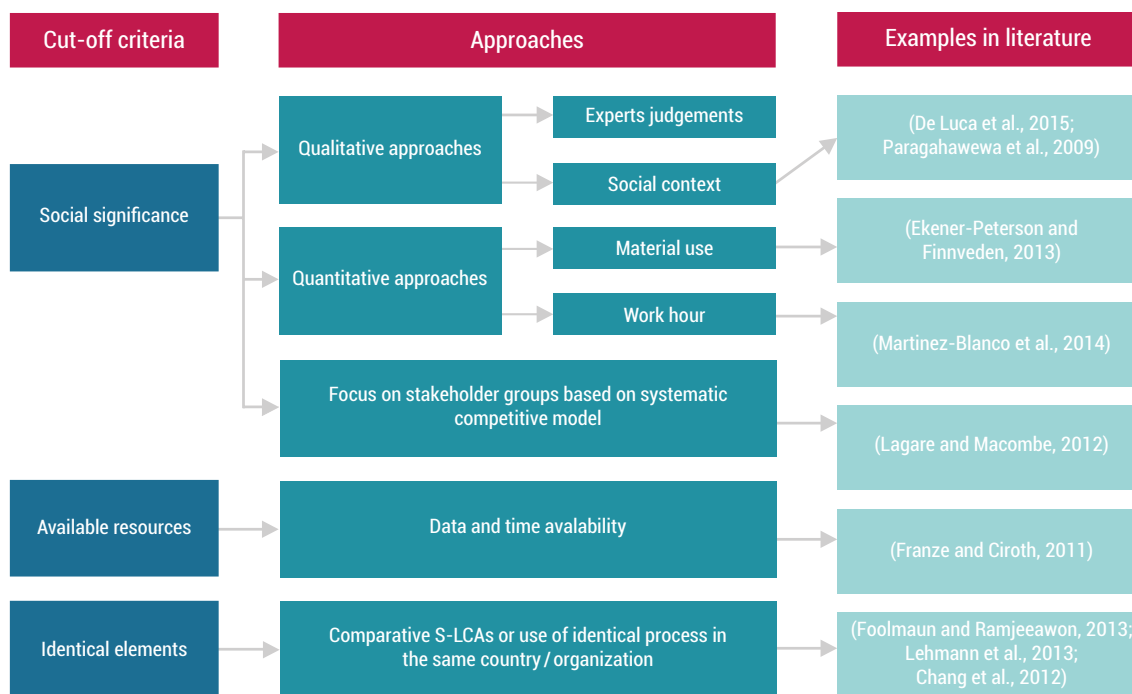 Cut-off criteria
Approaches
Examples in literature
Social significance
Qualitative approaches
Experts judgements
Social context
(De Luca et al., 2015;
Paragahawewa et al., 2009)
Quantitative approaches
Material use
Work hour
(Ekener-Peterson and
Finnveden, 2013)
(Martinez-Blanco et al., 2014)
Focus on stakeholder groups based on systematic
competitive model
(Lagare and Macombe, 2012)
Available resources
Data and time avalability
(Franze and Ciroth, 2011)
Identical elements
Comparative S-LCAs or use of identical process in
the same country / organization
(Foolmaun and Ramjeeawon, 2013;
Lehmann et al., 2013;
Chang et al., 2012)